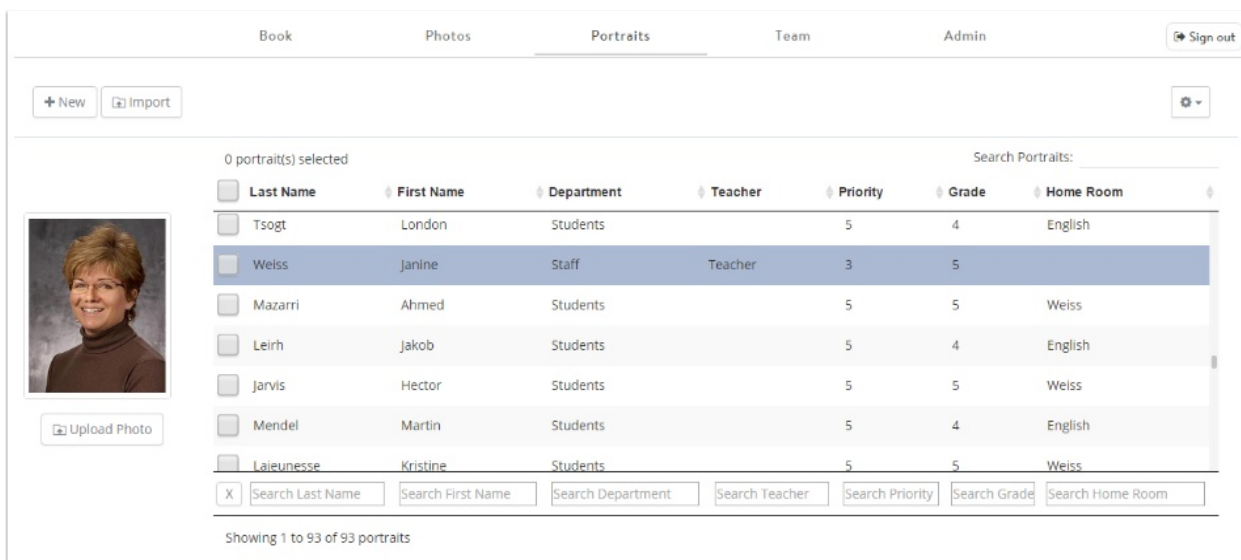 Book Photos Portraits Team Admin Sign out
New Import
0 portrait(s) selected Search Portraits:
Last Name First Name Department Teacher Priority Grade Home Room
Tsogt London Students 5 4 English
Weiss Janine Staff Teacher 3 5
Mazarri Ahmed Students 5 5 Weiss
Leirh Jakob Students 5 4 English
Jarvis Hector Students 5 5 Weiss
Upload Photo
Mendel Martin Students 5 4 English
Lajeunesse Kristine Students 5 5 Weiss
X Search Last Name Search First Name Search Department Search Teacher Search Priority Search Grade Search Home Room
Showing 1 to 93 of 93 portraits